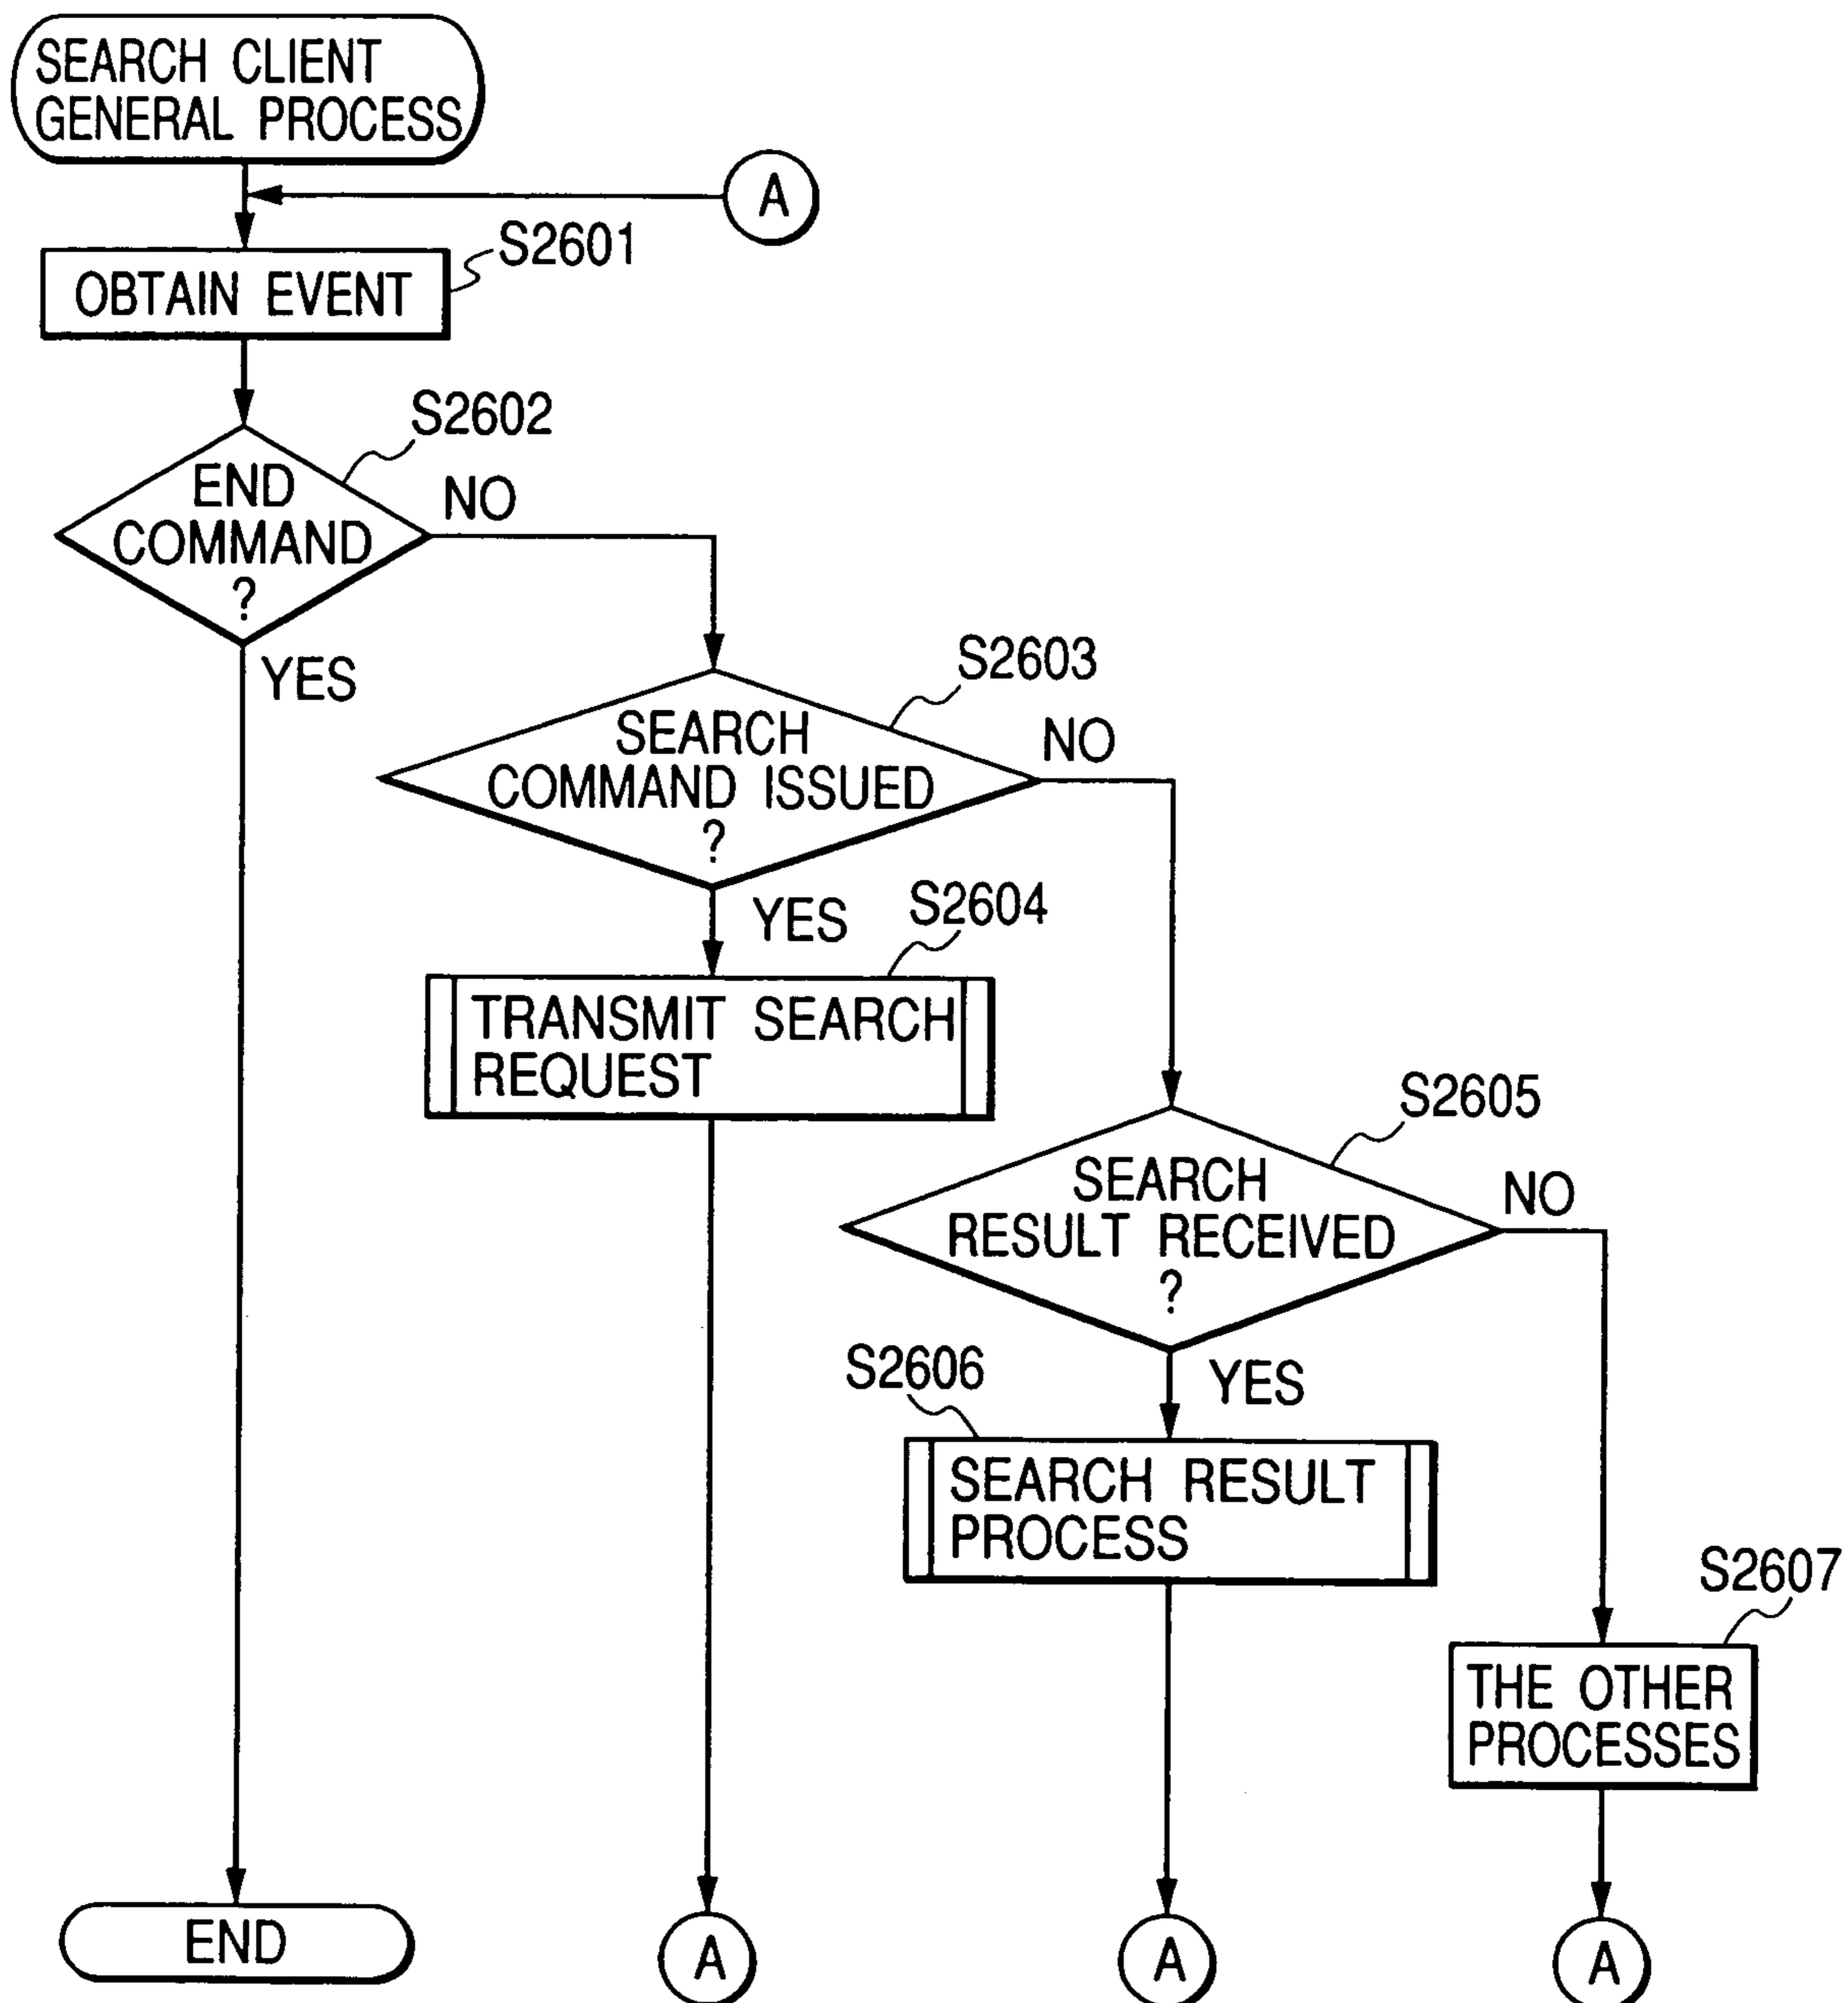 SEARCH CLIENT
GENERAL PROCESS
A
S2601
OBTAIN EVENT
S2602
END
COMMAND
?
NO
YES
S2603
SEARCH
COMMAND ISSUED
?
NO
YES
S2604
TRANSMIT SEARCH
REQUEST
S2605
SEARCH
RESULT RECEIVED
?
NO
S2606
YES
SEARCH RESULT
PROCESS
S2607
THE OTHER
PROCESSES
END
A
A
A